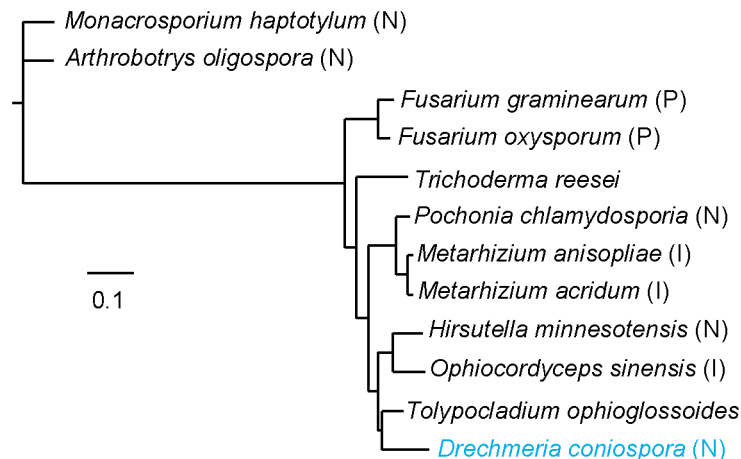 Monacrosporium haptotylum (N)
Arthrobotrys oligospora (N)
Fusarium graminearum (P)
Fusarium oxysporum (P)
Trichoderma reesei
Pochonia chlamydosporia (N)
Metarhizium anisopliae (I)
0.1
Metarhizium acridum (I)
Hirsutella minnesotensis (N)
Ophiocordyceps sinensis (I)
Tolypocladium ophioglossoides
Drechmeria coniospora (N)